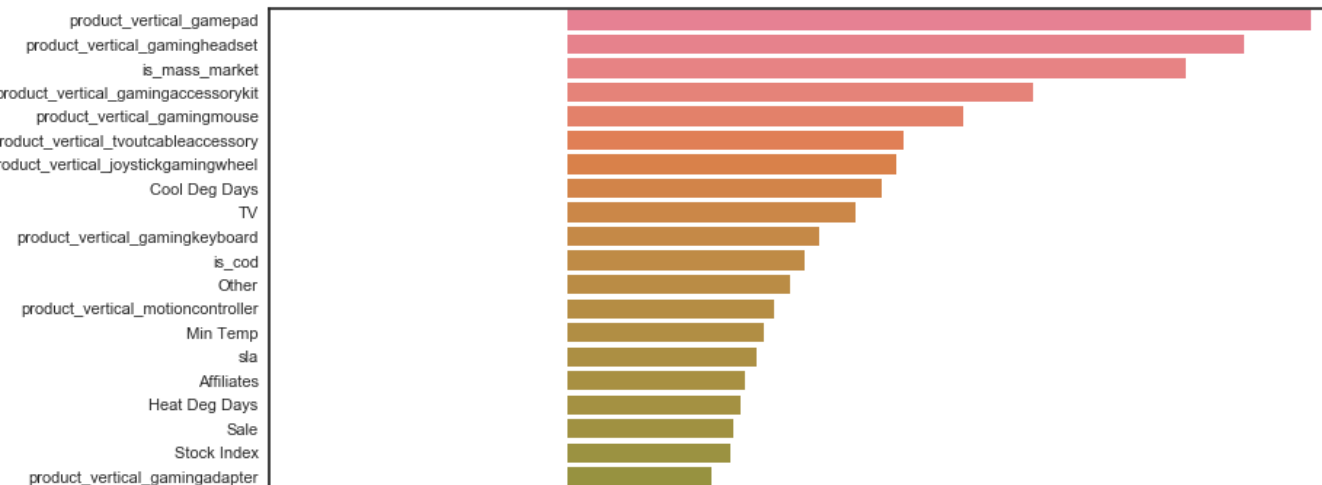 product_vertical_gamepad
product_vertical_gamingheadset
is_mass_market
product_vertical_gamingaccessorykit
product_vertical_gamingmouse
roduct_vertical_tvoutcableaccessory
roduct_vertical_joystickgamingwheel
Cool Deg Days
TV
product_vertical_gamingkeyboard
is_cod
Other
product_vertical_motioncontroller
Min Temp
sla
Affiliates
Heat Deg Days
Sale
Stock Index
product_vertical_gamingadapter